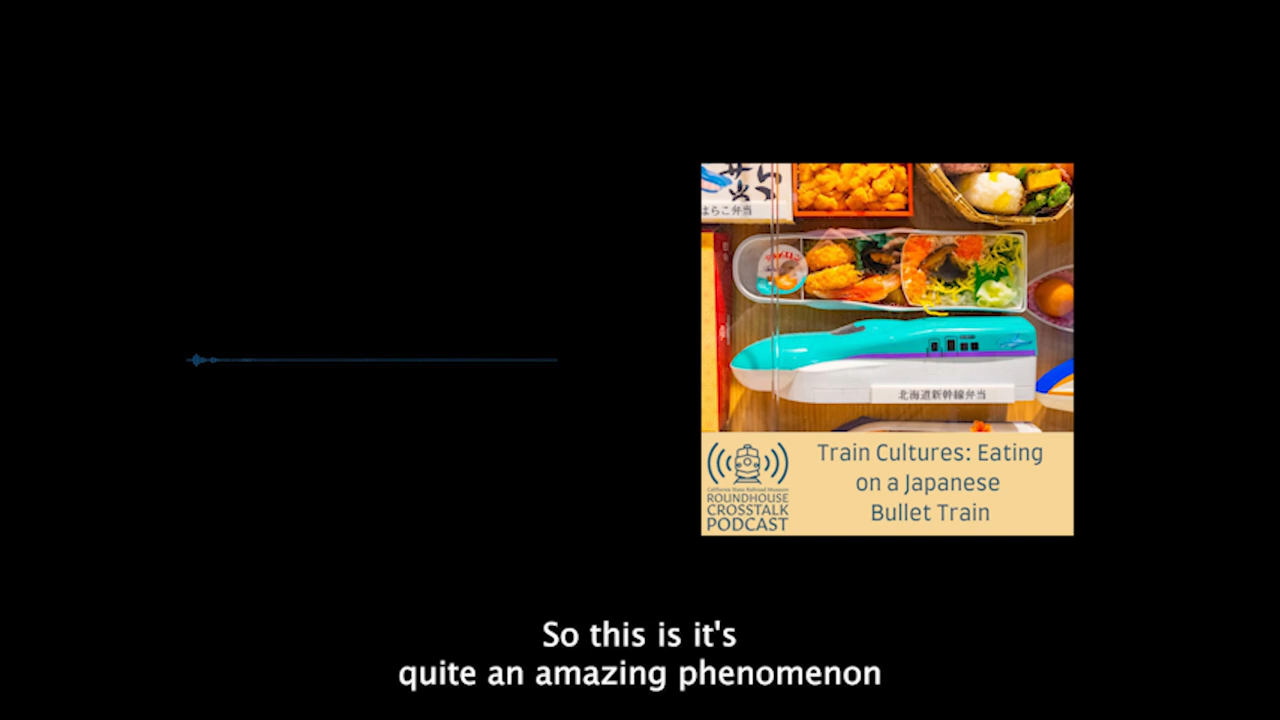 はらこ弁当
北海道新幹線弁当
California State Railroad Museum
ROUNDHOUSE
CROSSTALK
PODCAST
Train Cultures: Eating
on a Japanese
Bullet Train
So this is it's
quite an amazing phenomenon